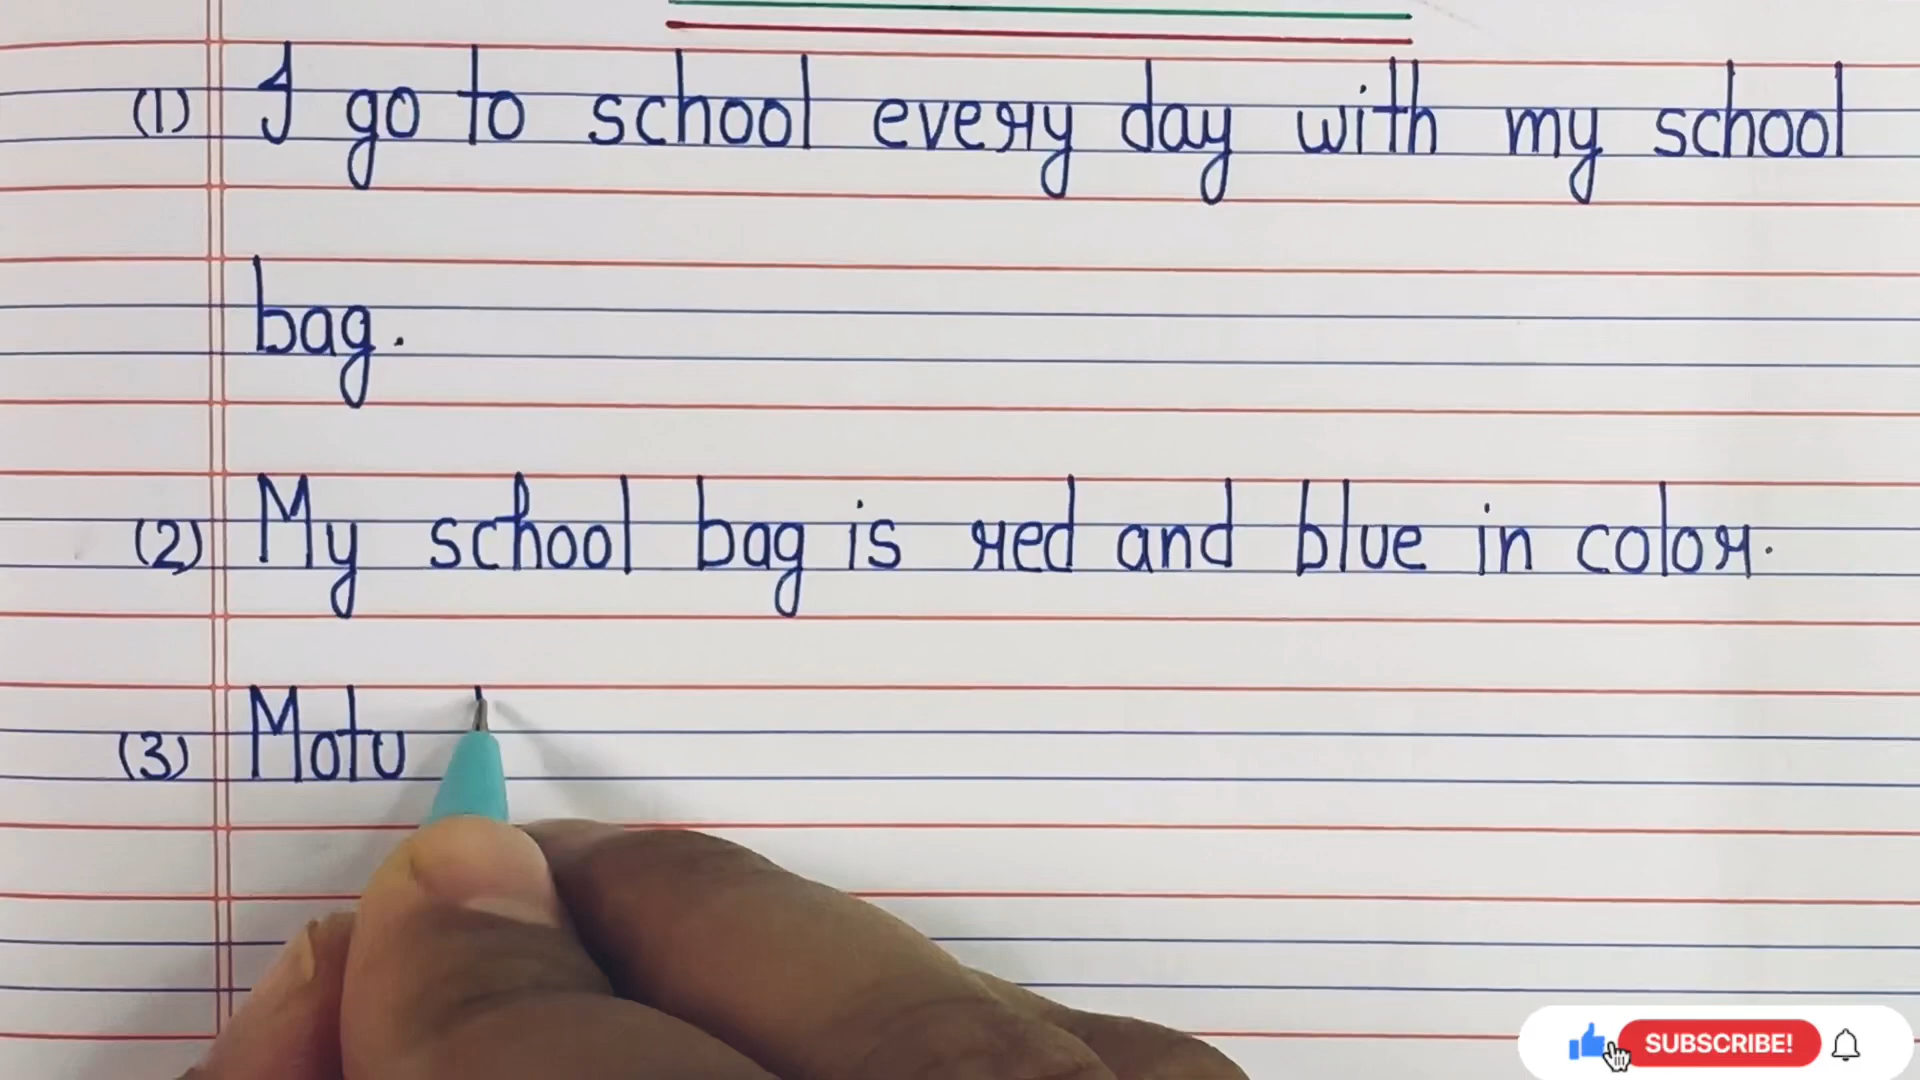 (1) I go to school every day with my school
bag.
(2) My school bag is red and blue in color.
(3) Motu
SUBSCRIBE!